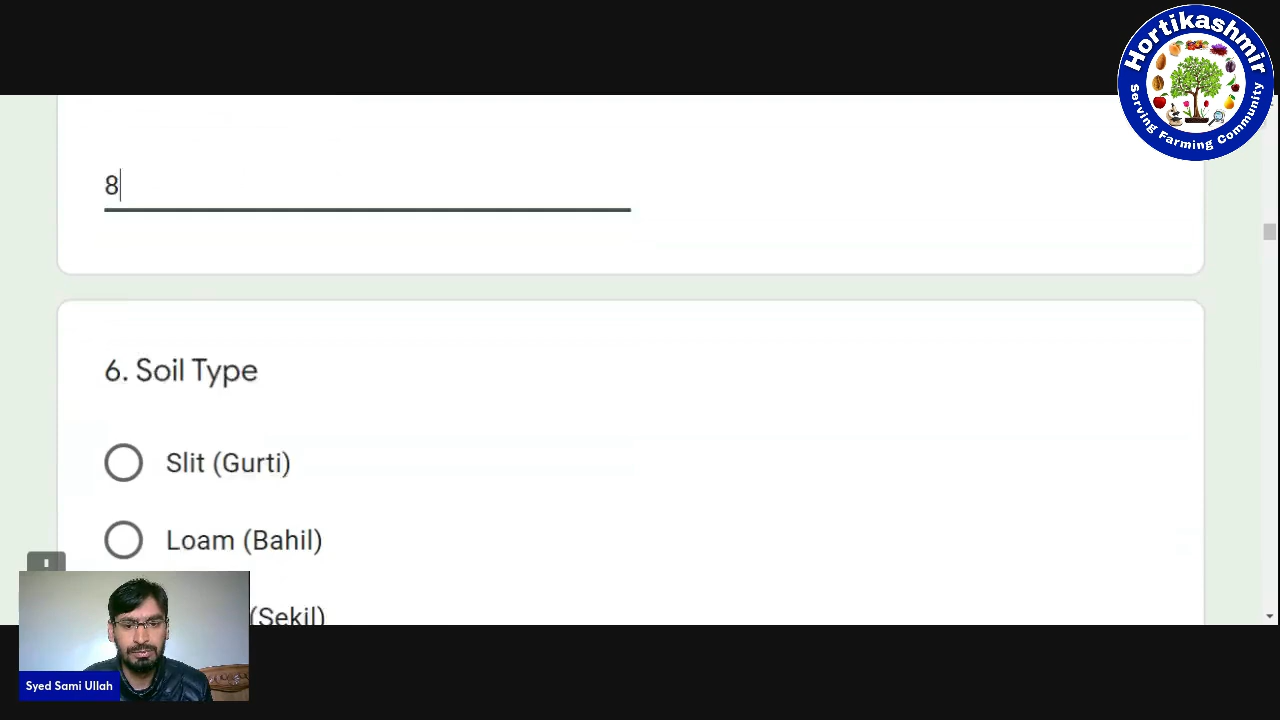 Hortikashmir
Serving Farming Community
8
6. Soil Type
Slit (Gurti)
Loam (Bahil)
(Sekil)
Syed Sami Ullah